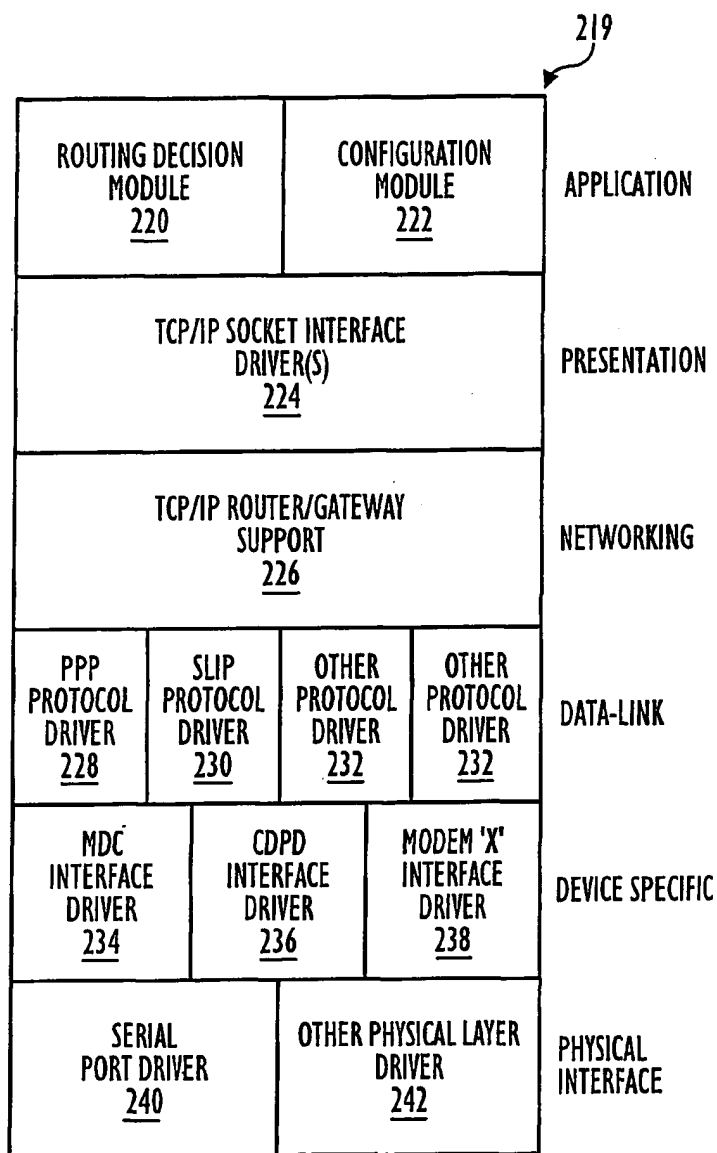 219
ROUTING DECISION
MODULE
220
CONFIGURATION
MODULE
222
APPLICATION
TCP/IP SOCKET INTERFACE
DRIVER(S)
224
PRESENTATION
TCP/IP ROUTER/GATEWAY
SUPPORT
226
NETWORKING
PPP
PROTOCOL
DRIVER
228
SLIP
PROTOCOL
DRIVER
230
OTHER
PROTOCOL
DRIVER
232
OTHER
PROTOCOL
DRIVER
232
DATA-LINK
MDC
INTERFACE
DRIVER
234
CDPD
INTERFACE
DRIVER
236
MODEM 'X'
INTERFACE
DRIVER
238
DEVICE SPECIFIC
SERIAL
PORT DRIVER
240
OTHER PHYSICAL LAYER
DRIVER
242
PHYSICAL
INTERFACE